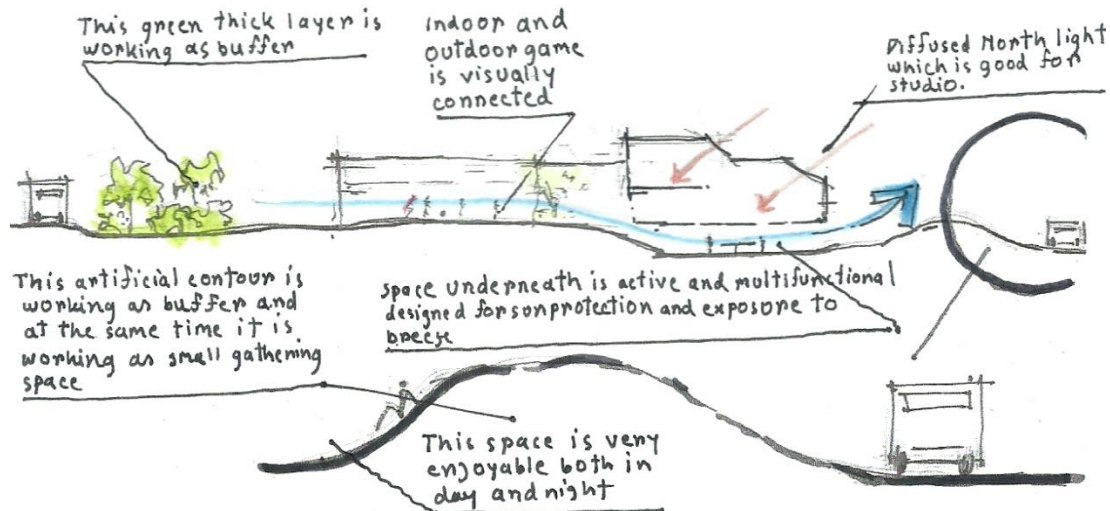 This green thick layer is
working as buffer
indoor and
outdoor game
is visually
connected
Diffused North light
which is good for
studio.
This artificial contour is
working as buffer and
at the same time it is
working as small gathering
space
space underneath is active and multifunctional
designed for sonprotection and exposore to
breeze
This space is very
enjoyable both in
day and night